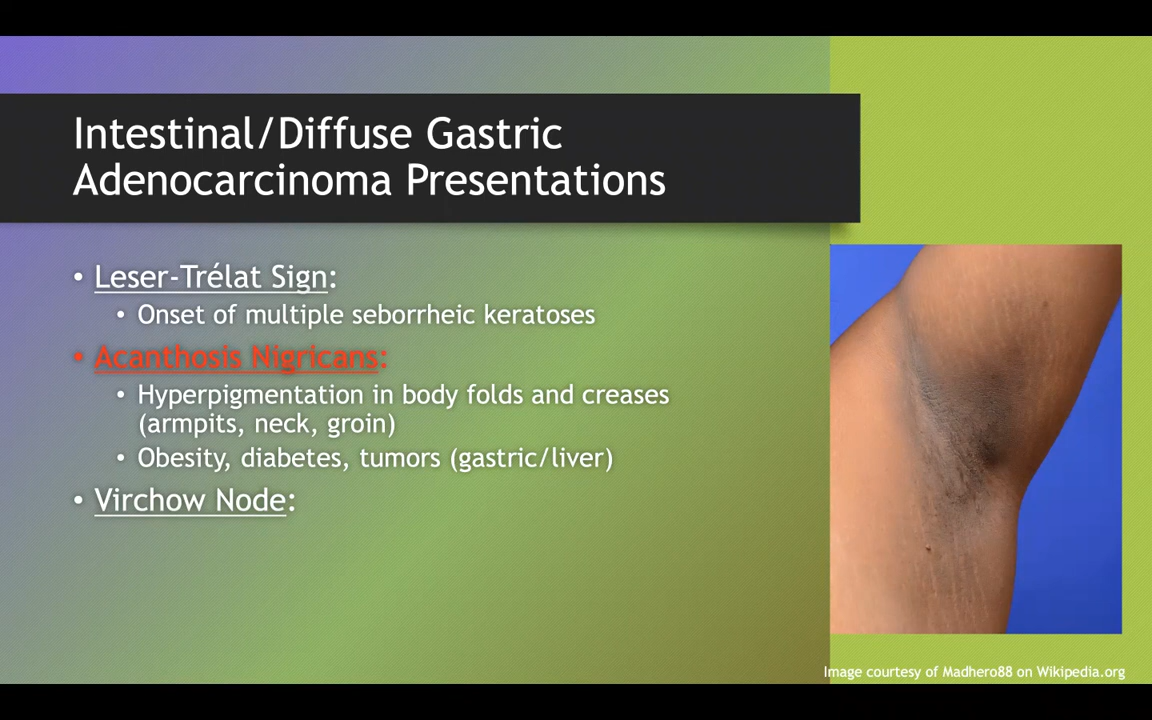 Intestinal/Diffuse Gastric
Adenocarcinoma Presentations
• Leser-Trélat Sign:
• Onset of multiple seborrheic keratoses
• Acanthosis Nigricans:
• Hyperpigmentation in body folds and creases
(armpits, neck, groin)
• Obesity, diabetes, tumors (gastric/liver)
• Virchow Node:
Image courtesy of Madhero88 on Wikipedia.org